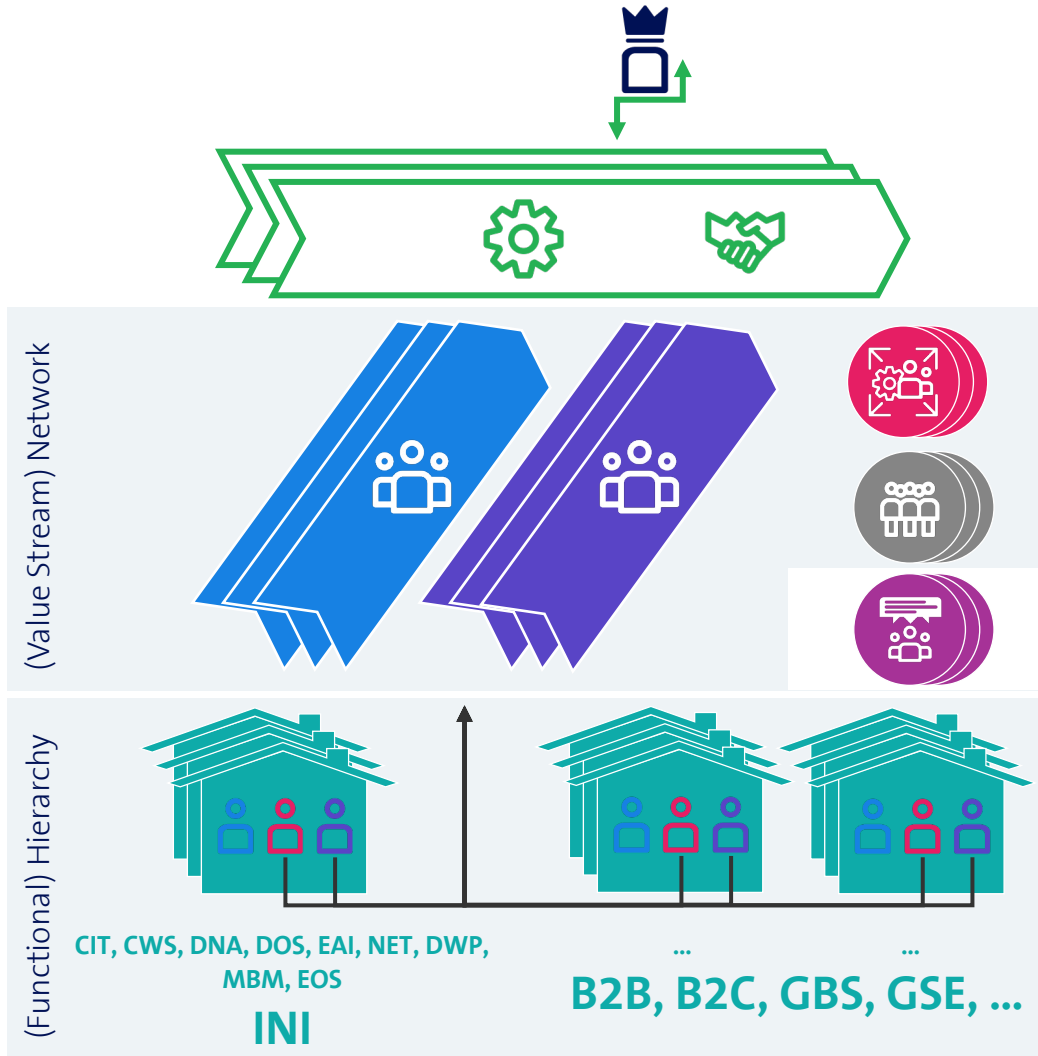 (Value Stream) Network
(Functional) Hierarchy
CIT, CWS, DNA, DOS, EAI, NET, DWP,
MBM, EOS
INI
...
...
B2B, B2C, GBS, GSE, ...